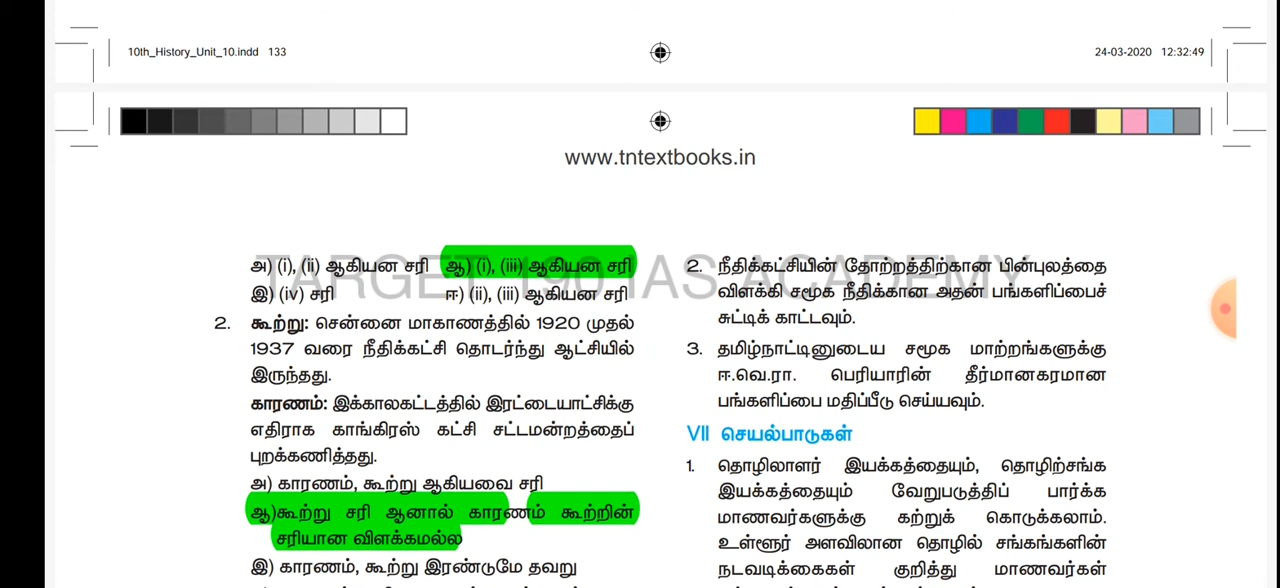 10th_History_Unit_10.indd 133
24-03-2020 12:32:49
www.tntextbooks.in
TARGET 190 IAS ACADEMY
அ) (i), (ii) ஆகியன சரி ஆ) (i), (iii) ஆகியன சரி
இ) (iv) சரி ஈ) (ii), (iii) ஆகியன சரி
2. கூற்று: சென்னை மாகாணத்தில் 1920 முதல்
1937 வரை நீதிக்கட்சி தொடர்ந்து ஆட்சியில்
இருந்தது.
காரணம்: இக்காலகட்டத்தில் இரட்டையாட்சிக்கு
எதிராக காங்கிரஸ் கட்சி சட்டமன்றத்தைப்
புறக்கணித்தது.
அ) காரணம், கூற்று ஆகியவை சரி
ஆ)கூற்று சரி ஆனால் காரணம் கூற்றின்
சரியான விளக்கமல்ல
இ) காரணம், கூற்று இரண்டுமே தவறு
2. நீதிக்கட்சியின் தோற்றத்திற்கான பின்புலத்தை
விளக்கி சமூக நீதிக்கான அதன் பங்களிப்பைச்
சுட்டிக் காட்டவும்.
3. தமிழ்நாட்டினுடைய சமூக மாற்றங்களுக்கு
ஈ.வெ.ரா. பெரியாரின் தீர்மானகரமான
பங்களிப்பை மதிப்பீடு செய்யவும்.
VII செயல்பாடுகள்
1. தொழிலாளர் இயக்கத்தையும், தொழிற்சங்க
இயக்கத்தையும் வேறுபடுத்திப் பார்க்க
மாணவர்களுக்கு கற்றுக் கொடுக்கலாம்.
உள்ளூர் அளவிலான தொழில் சங்கங்களின்
நடவடிக்கைகள் குறித்து மாணவர்கள்